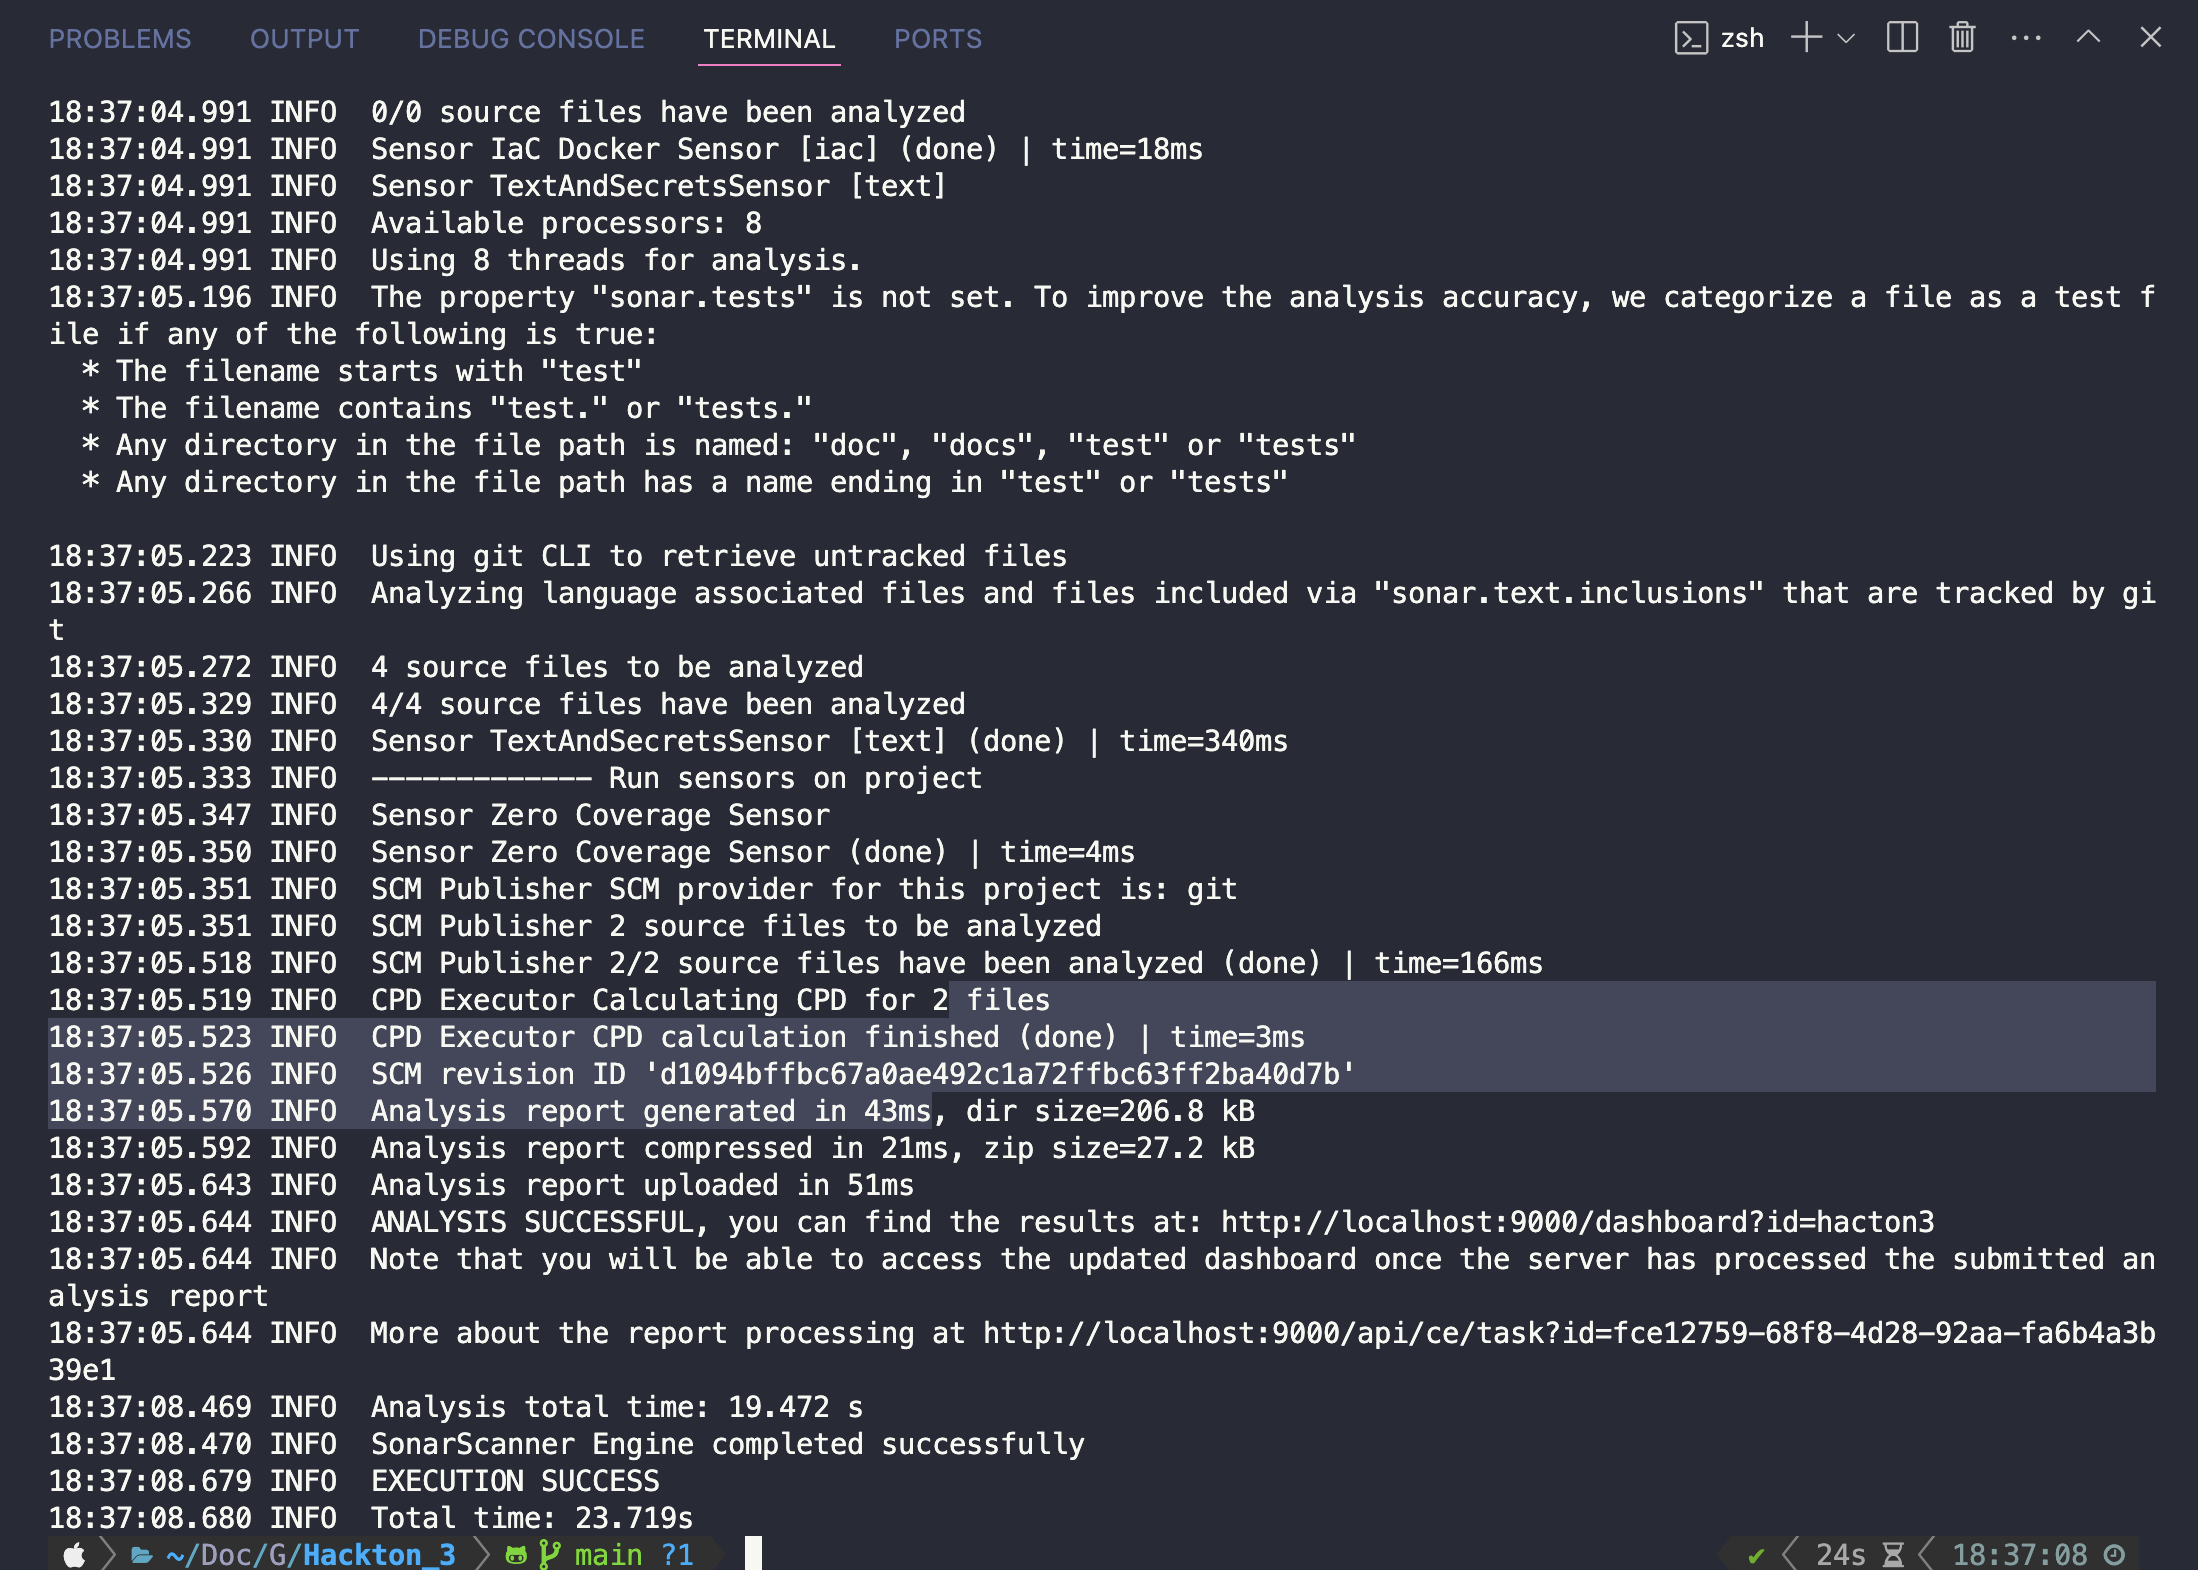 PROBLEMS OUTPUT DEBUG CONSOLE TERMINAL PORTS zsh
18:37:04.991 INFO  0/0 source files have been analyzed
18:37:04.991 INFO  Sensor IaC Docker Sensor [iac] (done) | time=18ms
18:37:04.991 INFO  Sensor TextAndSecretsSensor [text]
18:37:04.991 INFO  Available processors: 8
18:37:04.991 INFO  Using 8 threads for analysis.
18:37:05.196 INFO  The property "sonar.tests" is not set. To improve the analysis accuracy, we categorize a file as a test f
ile if any of the following is true:
  * The filename starts with "test"
  * The filename contains "test." or "tests."
  * Any directory in the file path is named: "doc", "docs", "test" or "tests"
  * Any directory in the file path has a name ending in "test" or "tests"
18:37:05.223 INFO  Using git CLI to retrieve untracked files
18:37:05.266 INFO  Analyzing language associated files and files included via "sonar.text.inclusions" that are tracked by gi
t
18:37:05.272 INFO  4 source files to be analyzed
18:37:05.329 INFO  4/4 source files have been analyzed
18:37:05.330 INFO  Sensor TextAndSecretsSensor [text] (done) | time=340ms
18:37:05.333 INFO  ------------- Run sensors on project
18:37:05.347 INFO  Sensor Zero Coverage Sensor
18:37:05.350 INFO  Sensor Zero Coverage Sensor (done) | time=4ms
18:37:05.351 INFO  SCM Publisher SCM provider for this project is: git
18:37:05.351 INFO  SCM Publisher 2 source files to be analyzed
18:37:05.518 INFO  SCM Publisher 2/2 source files have been analyzed (done) | time=166ms
18:37:05.519 INFO  CPD Executor Calculating CPD for 2 files
18:37:05.523 INFO  CPD Executor CPD calculation finished (done) | time=3ms
18:37:05.526 INFO  SCM revision ID 'd1094bffbc67a0ae492c1a72ffbc63ff2ba40d7b'
18:37:05.570 INFO  Analysis report generated in 43ms, dir size=206.8 kB
18:37:05.592 INFO  Analysis report compressed in 21ms, zip size=27.2 kB
18:37:05.643 INFO  Analysis report uploaded in 51ms
18:37:05.644 INFO  ANALYSIS SUCCESSFUL, you can find the results at: http://localhost:9000/dashboard?id=hacton3
18:37:05.644 INFO  Note that you will be able to access the updated dashboard once the server has processed the submitted an
alysis report
18:37:05.644 INFO  More about the report processing at http://localhost:9000/api/ce/task?id=fce12759-68f8-4d28-92aa-fa6b4a3b
39e1
18:37:08.469 INFO  Analysis total time: 19.472 s
18:37:08.470 INFO  SonarScanner Engine completed successfully
18:37:08.679 INFO  EXECUTION SUCCESS
18:37:08.680 INFO  Total time: 23.719s
~/Doc/G/Hackton_3 main ?1 ✔ 24s 18:37:08